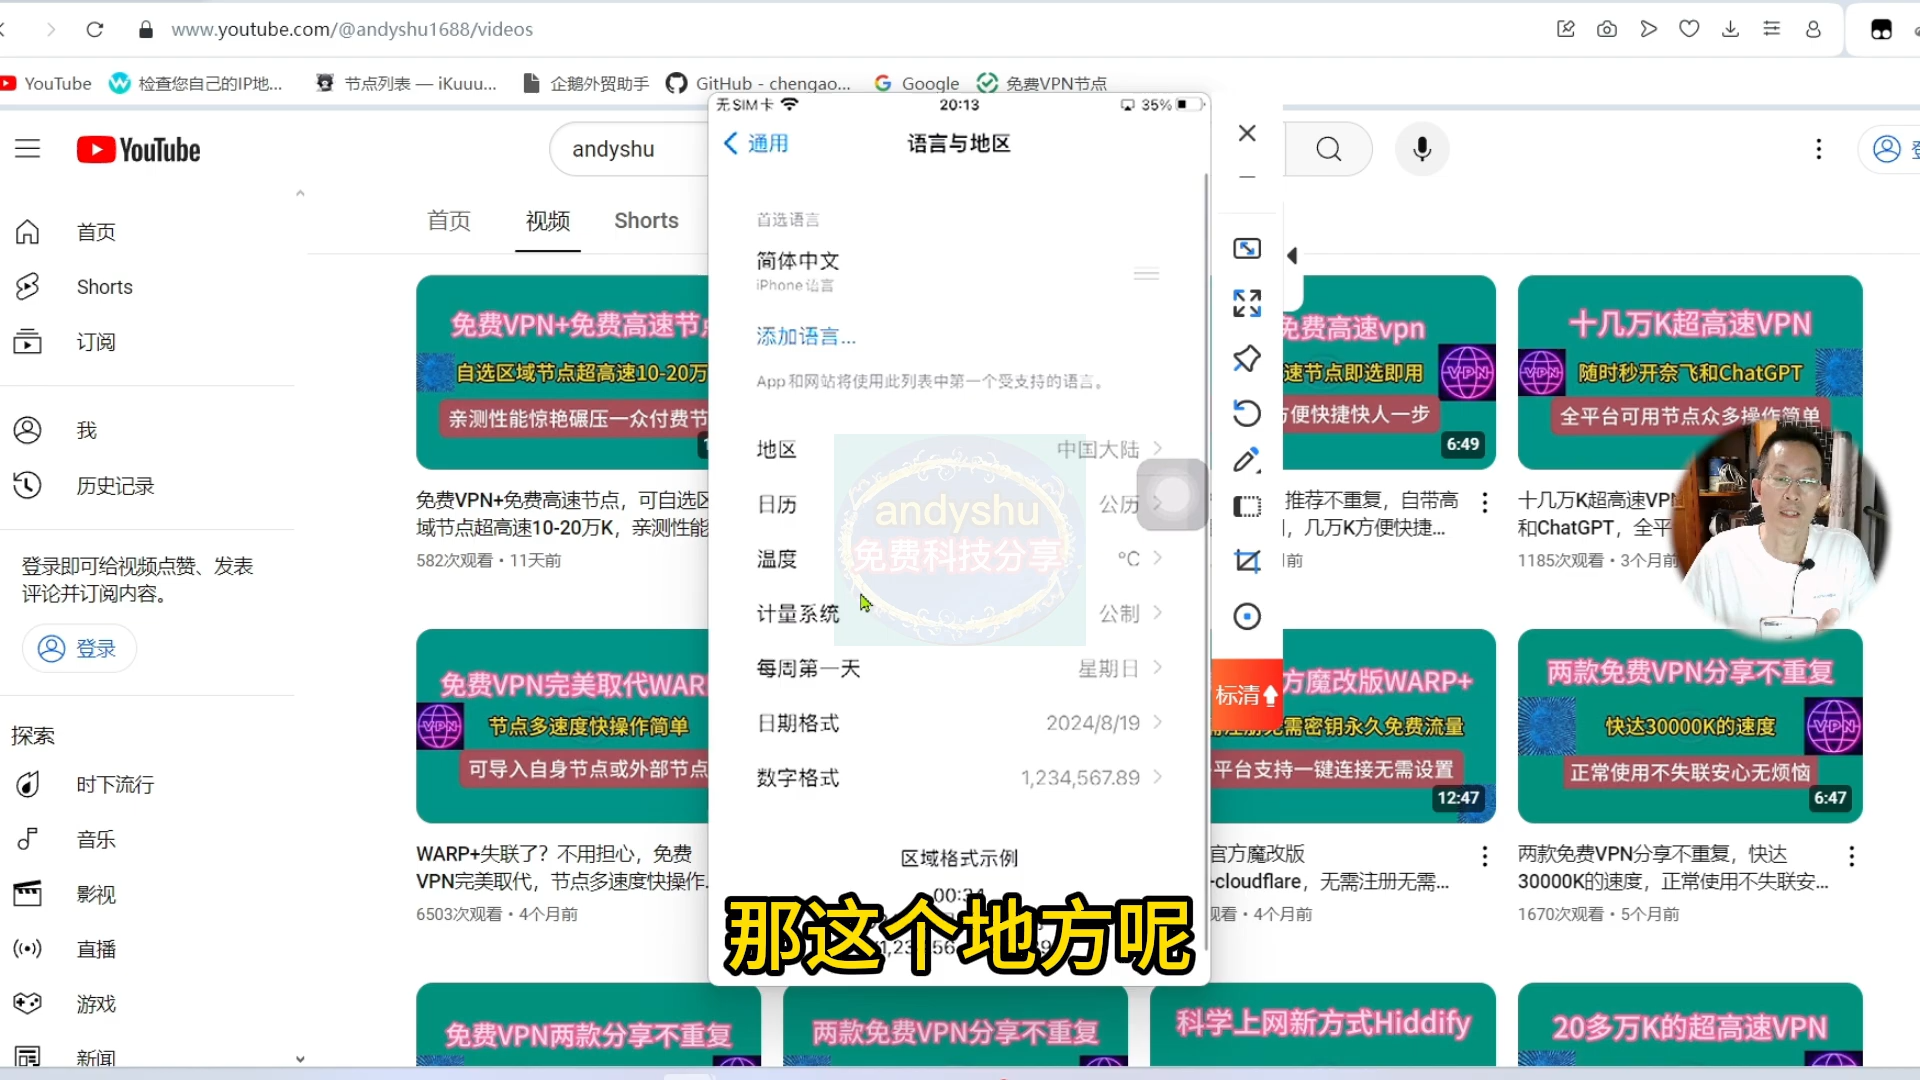 www.youtube.com/@andyshu1688/videos
YouTube
检查您自己的IP地...
节点列表 — iKuuu...
企鹅外贸助手
GitHub - chengao...
Google
免费VPN节点
YouTube
andyshu
首页
视频
Shorts
首页
Shorts
订阅
我
历史记录
登录即可给视频点赞、发表
评论并订阅内容。
登录
探索
时下流行
音乐
影视
直播
游戏
新闻
无SIM卡
20:13
35%
通用
语言与地区
首选语言
简体中文
iPhone 语言
添加语言...
App和网站将使用此列表中第一个受支持的语言。
地区
中国大陆
日历
公历
温度
°C
计量系统
公制
每周第一天
星期日
日期格式
2024/8/19
数字格式
1,234,567.89
区域格式示例
andyshu
免费科技分享
那这个地方呢
标清
免费VPN+免费高速节
自选区域节点超高速10-20万
亲测性能惊艳碾压一众付费节
免费VPN+免费高速节点，可自选区
域节点超高速10-20万K，亲测性能
582次观看・11天前
免费高速vpn
速节点即选即用
方便快捷快人一步
VPN
6:49
推荐不重复，自带高
，几万K方便快捷...
前
十几万K超高速VPN
VPN
随时秒开奈飞和ChatGPT
全平台可用节点众多操作简单
十几万K超高速VPN
和ChatGPT，全平
1185次观看・3个月前
免费VPN完美取代WAR
VPN
节点多速度快操作简单
可导入自身节点或外部节点
WARP+失联了？不用担心，免费
VPN完美取代，节点多速度快操作.
6503次观看・4个月前
方魔改版WARP+
需密钥永久免费流量
平台支持一键连接无需设置
12:47
官方魔改版
-cloudflare，无需注册无需...
观看・4个月前
两款免费VPN分享不重复
快达30000K的速度
VPN
正常使用不失联安心无烦恼
6:47
两款免费VPN分享不重复，快达
30000K的速度，正常使用不失联安...
1670次观看・5个月前
免费VPN两款分享不重复
两款免费VPN分享不重复
科学上网新方式Hiddify
20多万K的超高速VPN